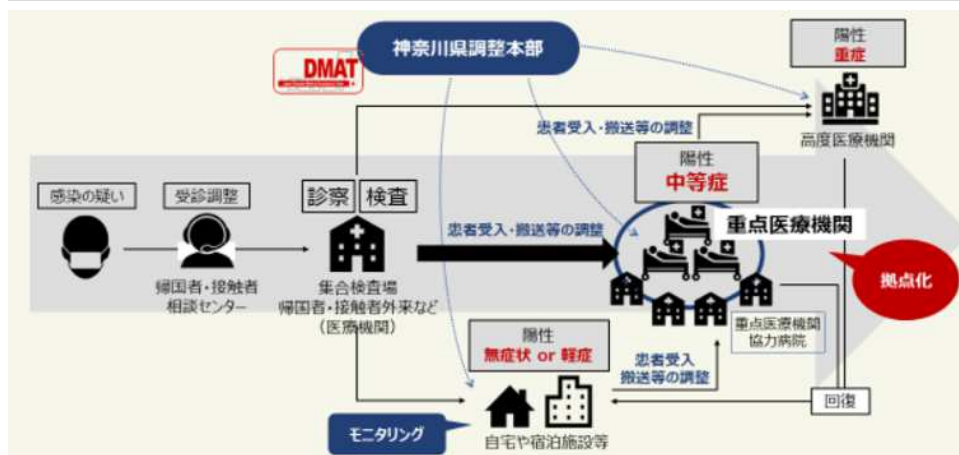 神奈川県調整本部
DMAT
陽性
重症
高度医療機関
患者受入・搬送等の調整
陽性
中等症
感染の疑い
受診調整
診察
検査
患者受入・搬送等の調整
重点医療機関
拠点化
帰国者・接触者
相談センター
集合検査場
帰国者・接触者外来など
(医療機関)
重点医療機関
協力病院
陽性
無症状 or 軽症
患者受入
搬送等の調整
回復
モニタリング
自宅や宿泊施設等